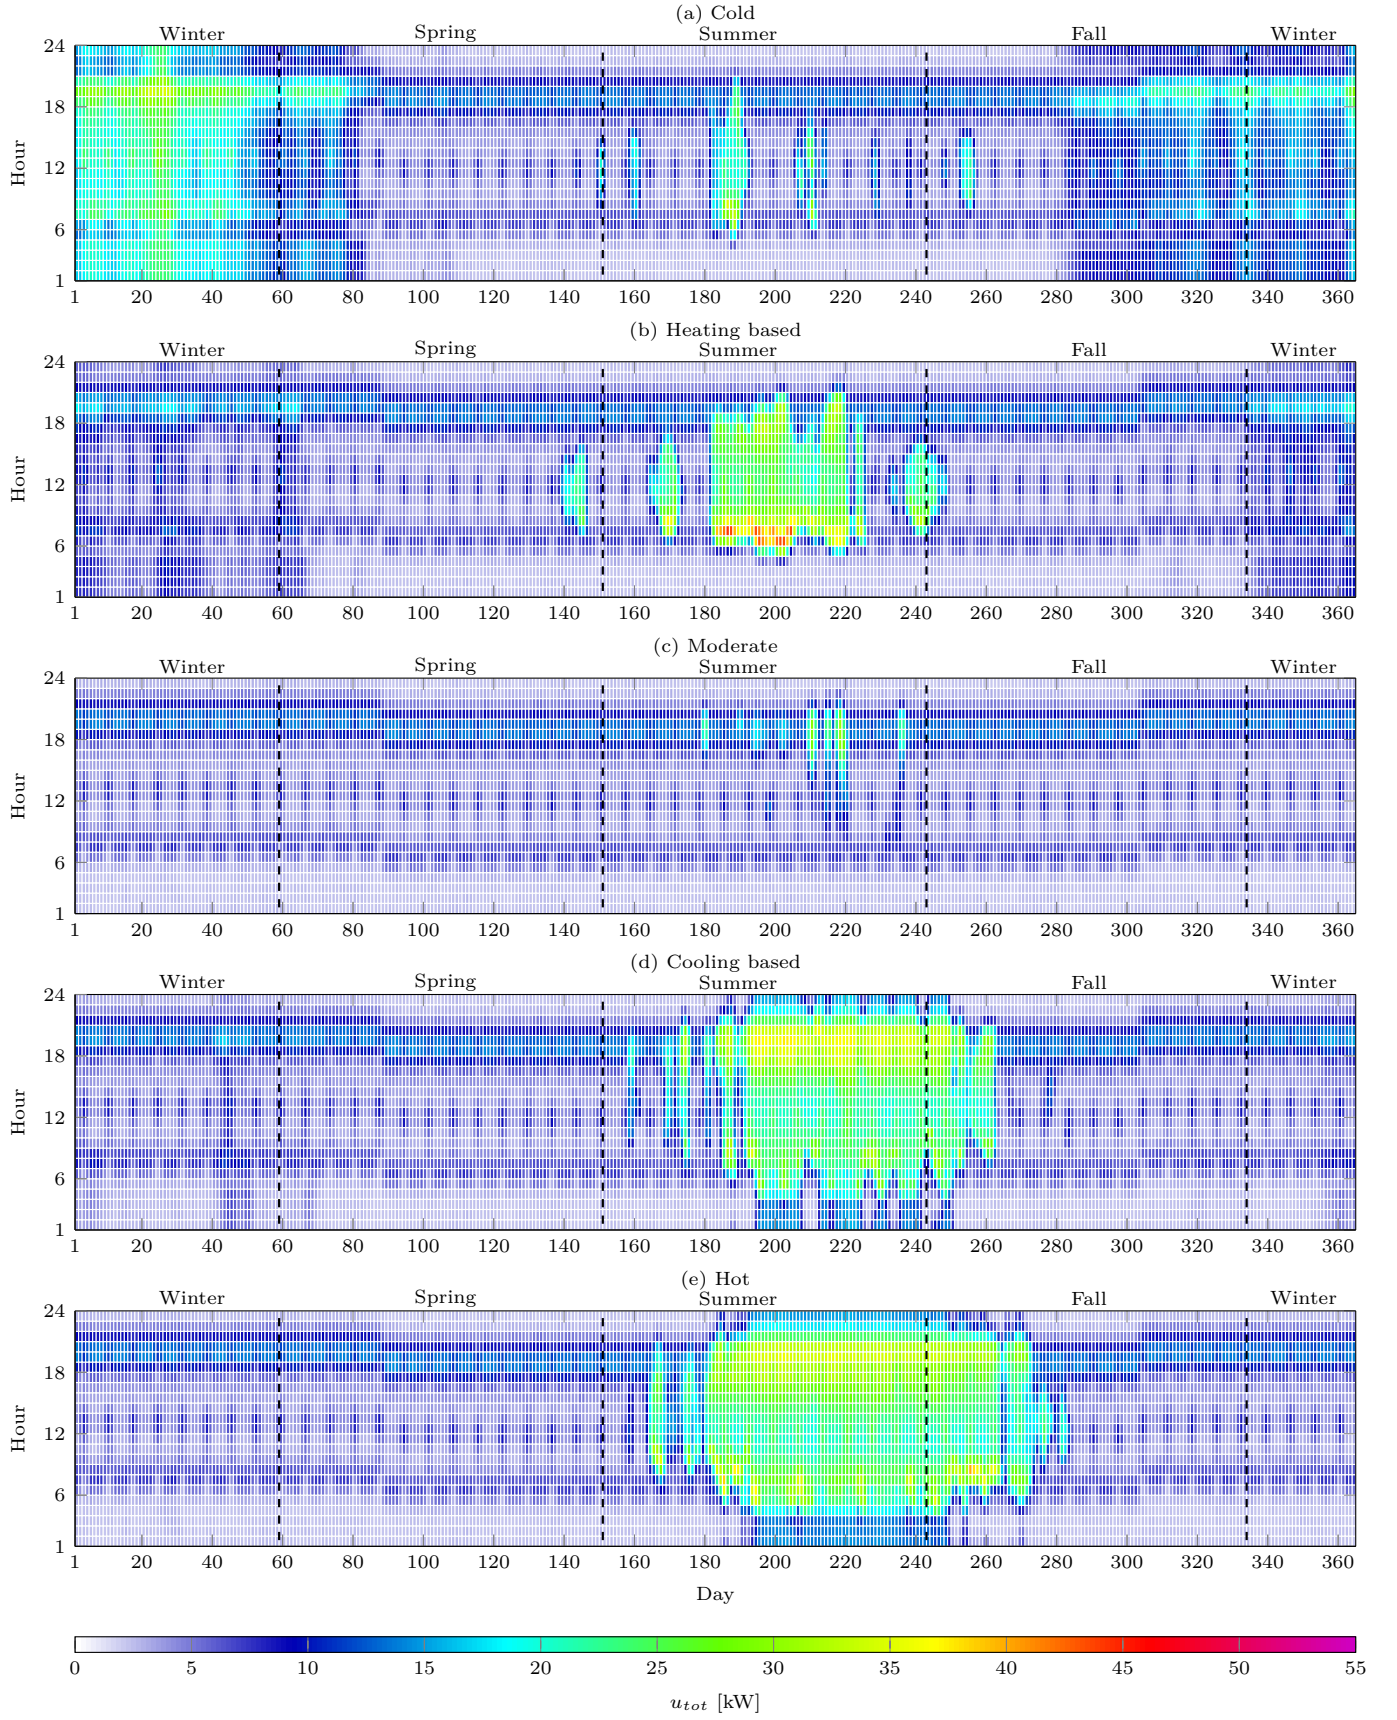 (a) Cold
Winter Spring Summer Fall Winter
24
18
12
6
1
Hour
1 20 40 60 80 100 120 140 160 180 200 220 240 260 280 300 320 340 360
(b) Heating based
Winter Spring Summer Fall Winter
24
18
12
6
1
Hour
1 20 40 60 80 100 120 140 160 180 200 220 240 260 280 300 320 340 360
(c) Moderate
Winter Spring Summer Fall Winter
24
18
12
6
1
Hour
1 20 40 60 80 100 120 140 160 180 200 220 240 260 280 300 320 340 360
(d) Cooling based
Winter Spring Summer Fall Winter
24
18
12
6
1
Hour
1 20 40 60 80 100 120 140 160 180 200 220 240 260 280 300 320 340 360
(e) Hot
Winter Spring Summer Fall Winter
24
18
12
6
1
Hour
1 20 40 60 80 100 120 140 160 180 200 220 240 260 280 300 320 340 360
Day
0 5 10 15 20 25 30 35 40 45 50 55
u_tot [kW]